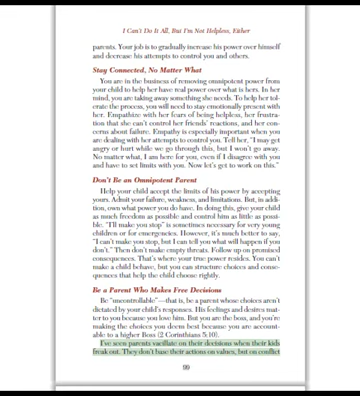 I Can't Do It All, But I'm Not Helpless, Either
parents. Your job is to gradually increase his power over himself
and decrease his attempts to control you and others.
Stay Connected, No Matter What
You are in the business of removing omnipotent power from
your child to help her have real power over what is hers. In her
mind, you are taking away something she needs. To help her tol-
erate the process, you will need to stay emotionally present with
her. Empathize with her fears of being helpless, her frustra-
tion that she can't control her friends' reactions, and her con-
cerns about failure. Empathy is especially important when you
are dealing with her attempts to control you. Tell her, "I may get
angry or hurt while we go through this, but I won't go away.
No matter what, I am here for you, even if I disagree with you
and have to set limits with you. Now let's get to work on this."
Don't Be an Omnipotent Parent
Help your child accept the limits of his power by accepting
yours. Admit your failure, weakness, and limitations. But, in addi-
tion, own what power you do have. In doing this, give your child
as much freedom as possible and control him as little as possi-
ble. "I'll make you stop" is sometimes necessary for very young
children or for emergencies. However, it's much better to say,
"I can't make you stop, but I can tell you what will happen if you
don't." Then don't make empty threats. Follow up on promised
consequences. That's where your true power resides. You can't
make a child behave, but you can structure choices and conse-
quences that help the child choose rightly.
Be a Parent Who Makes Free Decisions
Be "uncontrollable"—that is, be a parent whose choices aren't
dictated by your child's responses. His feelings and desires mat-
ter to you because you love him. But you are the boss, and you're
making the choices you deem best because you are account-
able to a higher Boss (2 Corinthians 5:10).
I've seen parents vacillate on their decisions when their kids
freak out. They don't base their actions on values, but on conflict
99